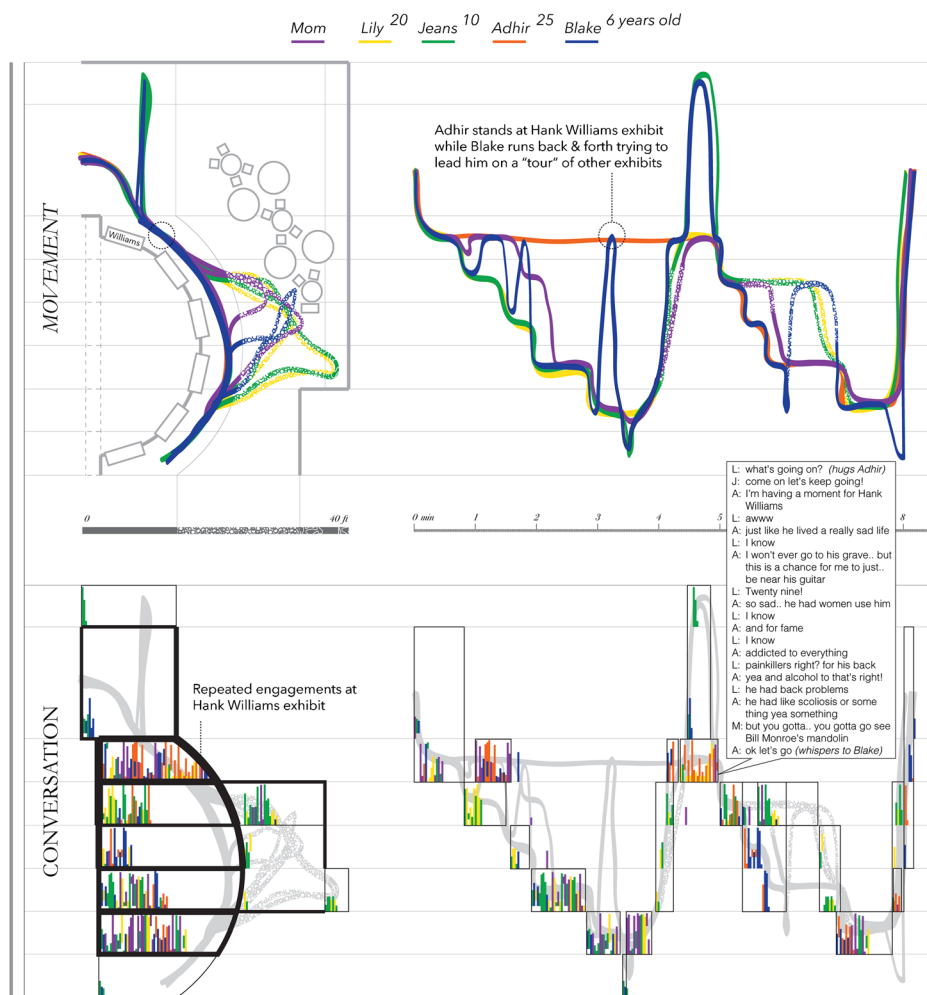 Mom Lily 20 Jeans 10 Adhir 25 Blake 6 years old
MOVEMENT
Adhir stands at Hank Williams exhibit
while Blake runs back & forth trying to
lead him on a “tour” of other exhibits
Williams
0 40 ft
0 min 1 2 3 4 5 8
L: what's going on? (hugs Adhir)
J: come on let's keep going!
A: I'm having a moment for Hank
Williams
L: awww
A: just like he lived a really sad life
L: I know
A: I won't ever go to his grave.. but
this is a chance for me to just..
be near his guitar
L: Twenty nine!
A: so sad.. he had women use him
L: I know
A: and for fame
L: I know
A: addicted to everything
L: painkillers right? for his back
A: yea and alcohol to that's right!
L: he had back problems
A: he had like scoliosis or some
thing yea something
M: but you gotta.. you gotta go see
Bill Monroe's mandolin
A: ok let's go (whispers to Blake)
CONVERSATION
Repeated engagements at
Hank Williams exhibit